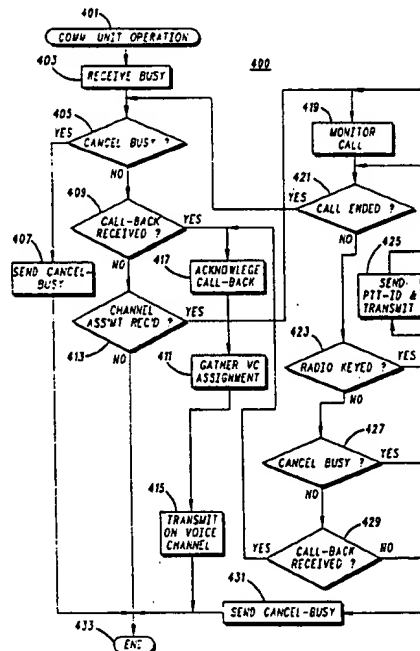 401
COMM UNIT OPERATION
403
RECEIVE BUSY
400
405
YES
CANCEL BUSY ?
NO
409
CALL-BACK
RECEIVED ?
YES
NO
407
SEND CANCEL-
BUSY
417
ACKNOWLEGE
CALL-BACK
CHANNEL
ASSMT REC'D ?
YES
413
NO
411
GATHER VC
ASSIGNMENT
415
TRANSMIT
ON VOICE
CHANNEL
419
MONITOR
CALL
421
YES
CALL ENDED ?
NO
425
SEND
PTT-ID &
TRANSMIT
423
RADIO KEYED ?
YES
NO
427
CANCEL BUSY ?
YES
NO
429
YES
CALL-BACK
RECEIVED ?
NO
431
SEND CANCEL-BUSY
433
END